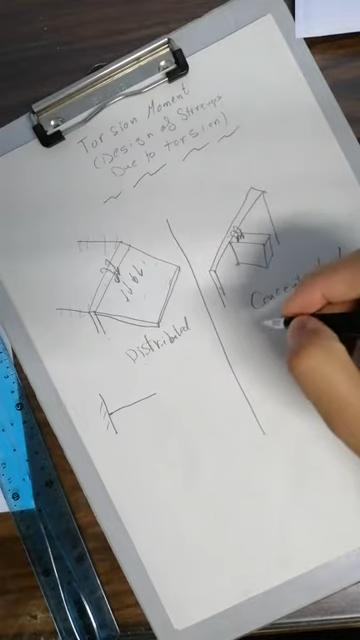 Torsion Moment
(Design of Stirrups
Due to torsion)
Distributed